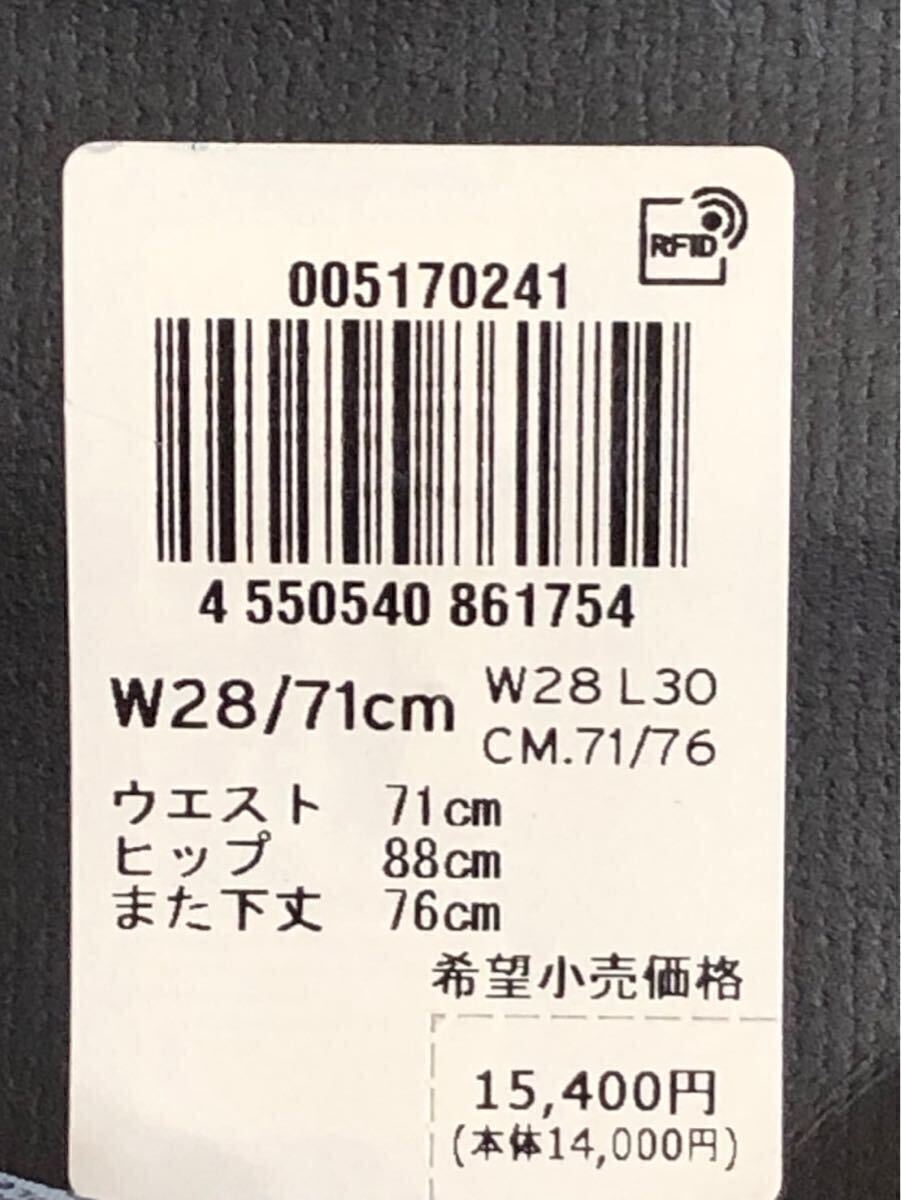 RFID
005170241
4 550540 861754
W28/71cm
W28 L30
CM.71/76
ウエスト 71cm
ヒップ 88cm
また下丈 76cm
希望小売価格
15,400円
(本体14,000円)